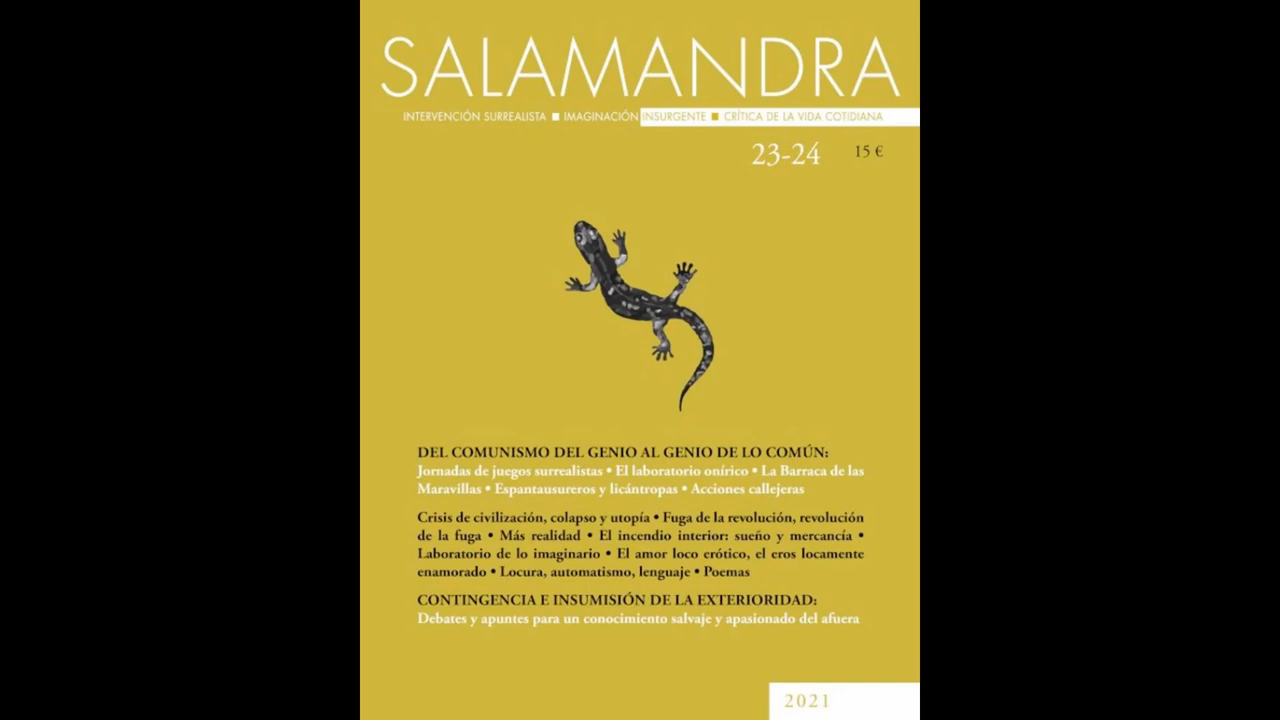 SALAMANDRA
INTERVENCIÓN SURREALISTA ■ IMAGINACIÓN INSURGENTE ■ CRÍTICA DE LA VIDA COTIDIANA
23-24 15 €
DEL COMUNISMO DEL GENIO AL GENIO DE LO COMÚN:
Jornadas de juegos surrealistas • El laboratorio onírico • La Barraca de las
Maravillas • Espantausureros y licántropas • Acciones callejeras
Crisis de civilización, colapso y utopía • Fuga de la revolución, revolución
de la fuga • Más realidad • El incendio interior: sueño y mercancía •
Laboratorio de lo imaginario • El amor loco erótico, el eros locamente
enamorado • Locura, automatismo, lenguaje • Poemas
CONTINGENCIA E INSUMISIÓN DE LA EXTERIORIDAD:
Debates y apuntes para un conocimiento salvaje y apasionado del afuera
2021